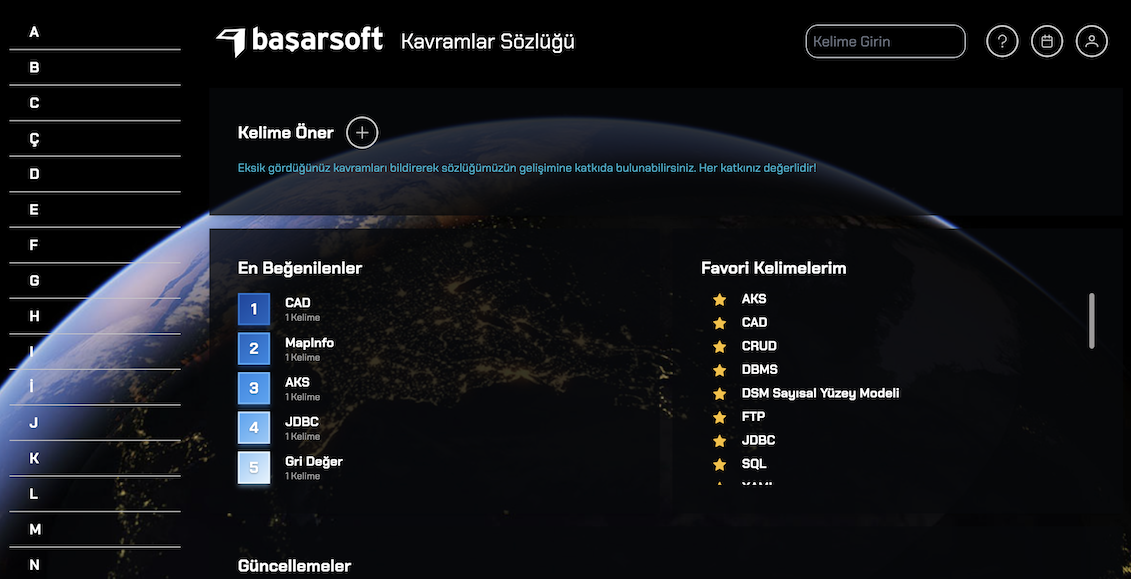 A
B
C
Ç
D
E
F
G
H
I
İ
J
K
L
M
N
başarsoft Kavramlar Sözlüğü
Kelime Girin
?
Kelime Öner
Eksik gördüğünüz kavramları bildirerek sözlüğümüzün gelişimine katkıda bulunabilirsiniz. Her katkınız değerlidir!
En Beğenilenler
1 CAD
1 Kelime
2 MapInfo
1 Kelime
3 AKS
1 Kelime
4 JDBC
1 Kelime
5 Gri Değer
1 Kelime
Favori Kelimelerim
AKS
CAD
CRUD
DBMS
DSM Sayısal Yüzey Modeli
FTP
JDBC
SQL
Güncellemeler